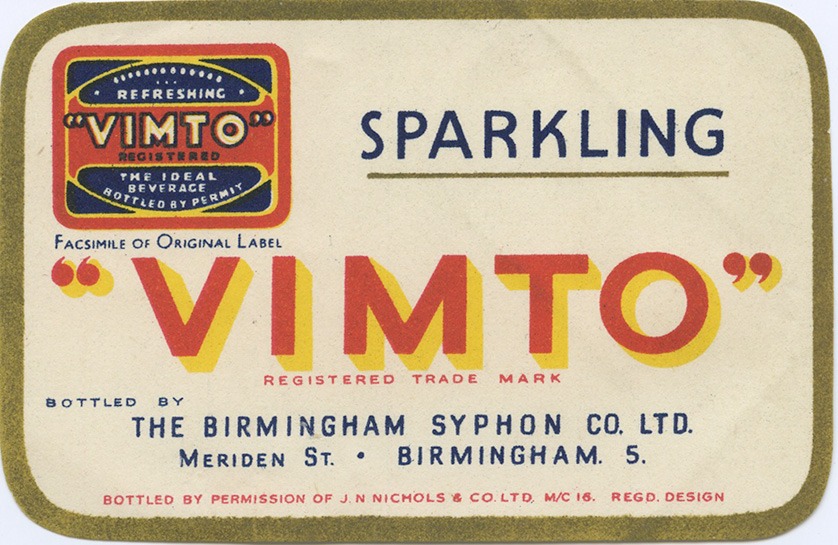 REFRESHING
"VIMTO"
REGISTERED
THE IDEAL
BEVERAGE
BOTTLED BY PERMIT
FACSIMILE OF ORIGINAL LABEL
SPARKLING
"VIMTO"
REGISTERED TRADE MARK
BOTTLED BY
THE BIRMINGHAM SYPHON CO. LTD.
MERIDEN ST. • BIRMINGHAM. 5.
BOTTLED BY PERMISSION OF J. N NICHOLS & CO. LTD, M/C 16. REGD. DESIGN